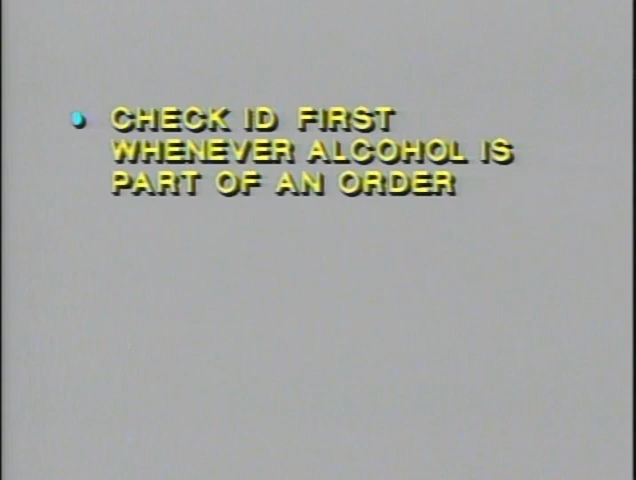 • CHECK ID FIRST
WHENEVER ALCOHOL IS
PART OF AN ORDER